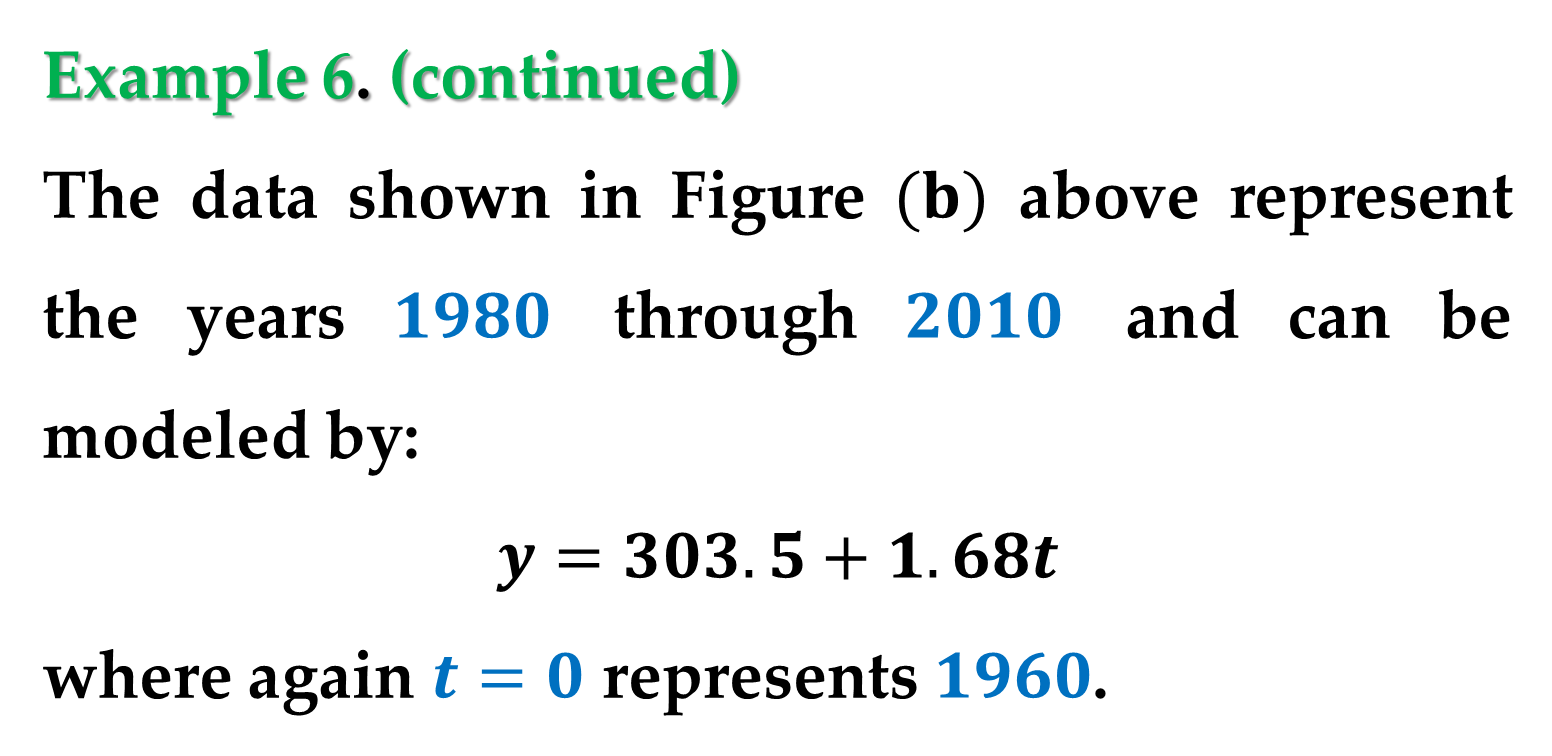 Example 6. (continued)
The data shown in Figure (b) above represent
the years 1980 through 2010 and can be
modeled by:
y = 303.5 + 1.68t
where again t = 0 represents 1960.